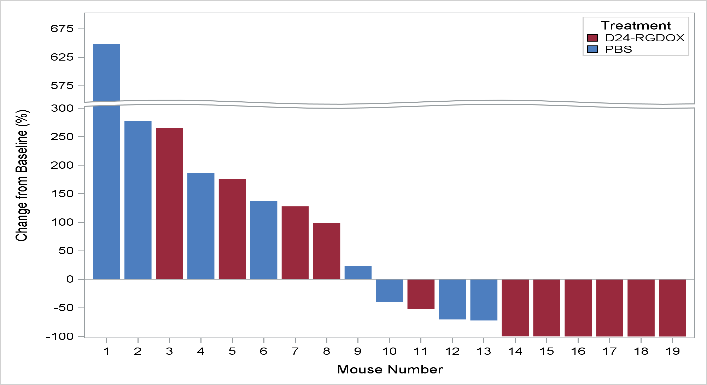 Treatment
D24-RGDOX
PBS
675
625
575
300
250
200
150
100
50
0
-50
-100
Change from Baseline (%)
1 2 3 4 5 6 7 8 9 10 11 12 13 14 15 16 17 18 19
Mouse Number